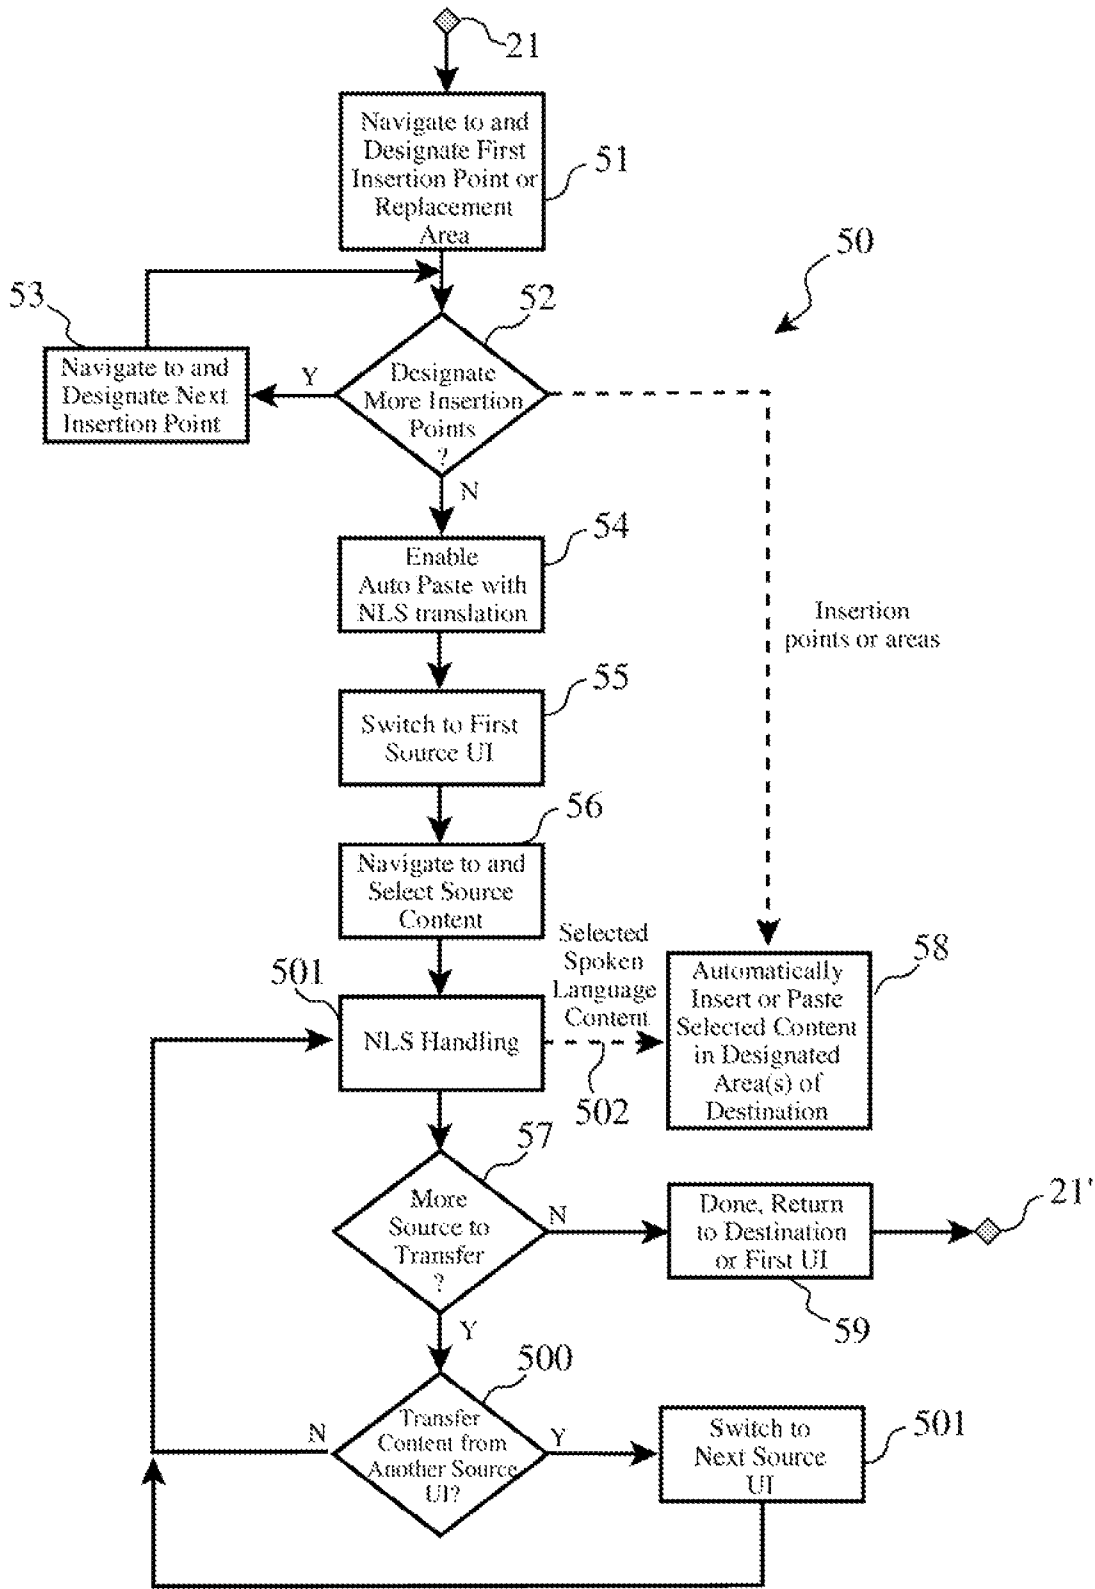 21
Navigate to and
Designate First
Insertion Point or
Replacement
Area
51
50
53
52
Navigate to and
Designate Next
Insertion Point
Y
Designate
More Insertion
Points
?
N
54
Enable
Auto Paste with
NLS translation
Insertion
points or areas
55
Switch to First
Source UI
56
Navigate to and
Select Source
Content
Selected
Spoken
Language
Content
58
501
NLS Handling
502
Automatically
Insert or Paste
Selected Content
in Designated
Area(s) of
Destination
57
More
Source to
Transfer
?
N
Done, Return
to Destination
or First UI
21'
59
Y
500
N
Transfer
Content from
Another Source
UI?
Y
Switch to
Next Source
UI
501